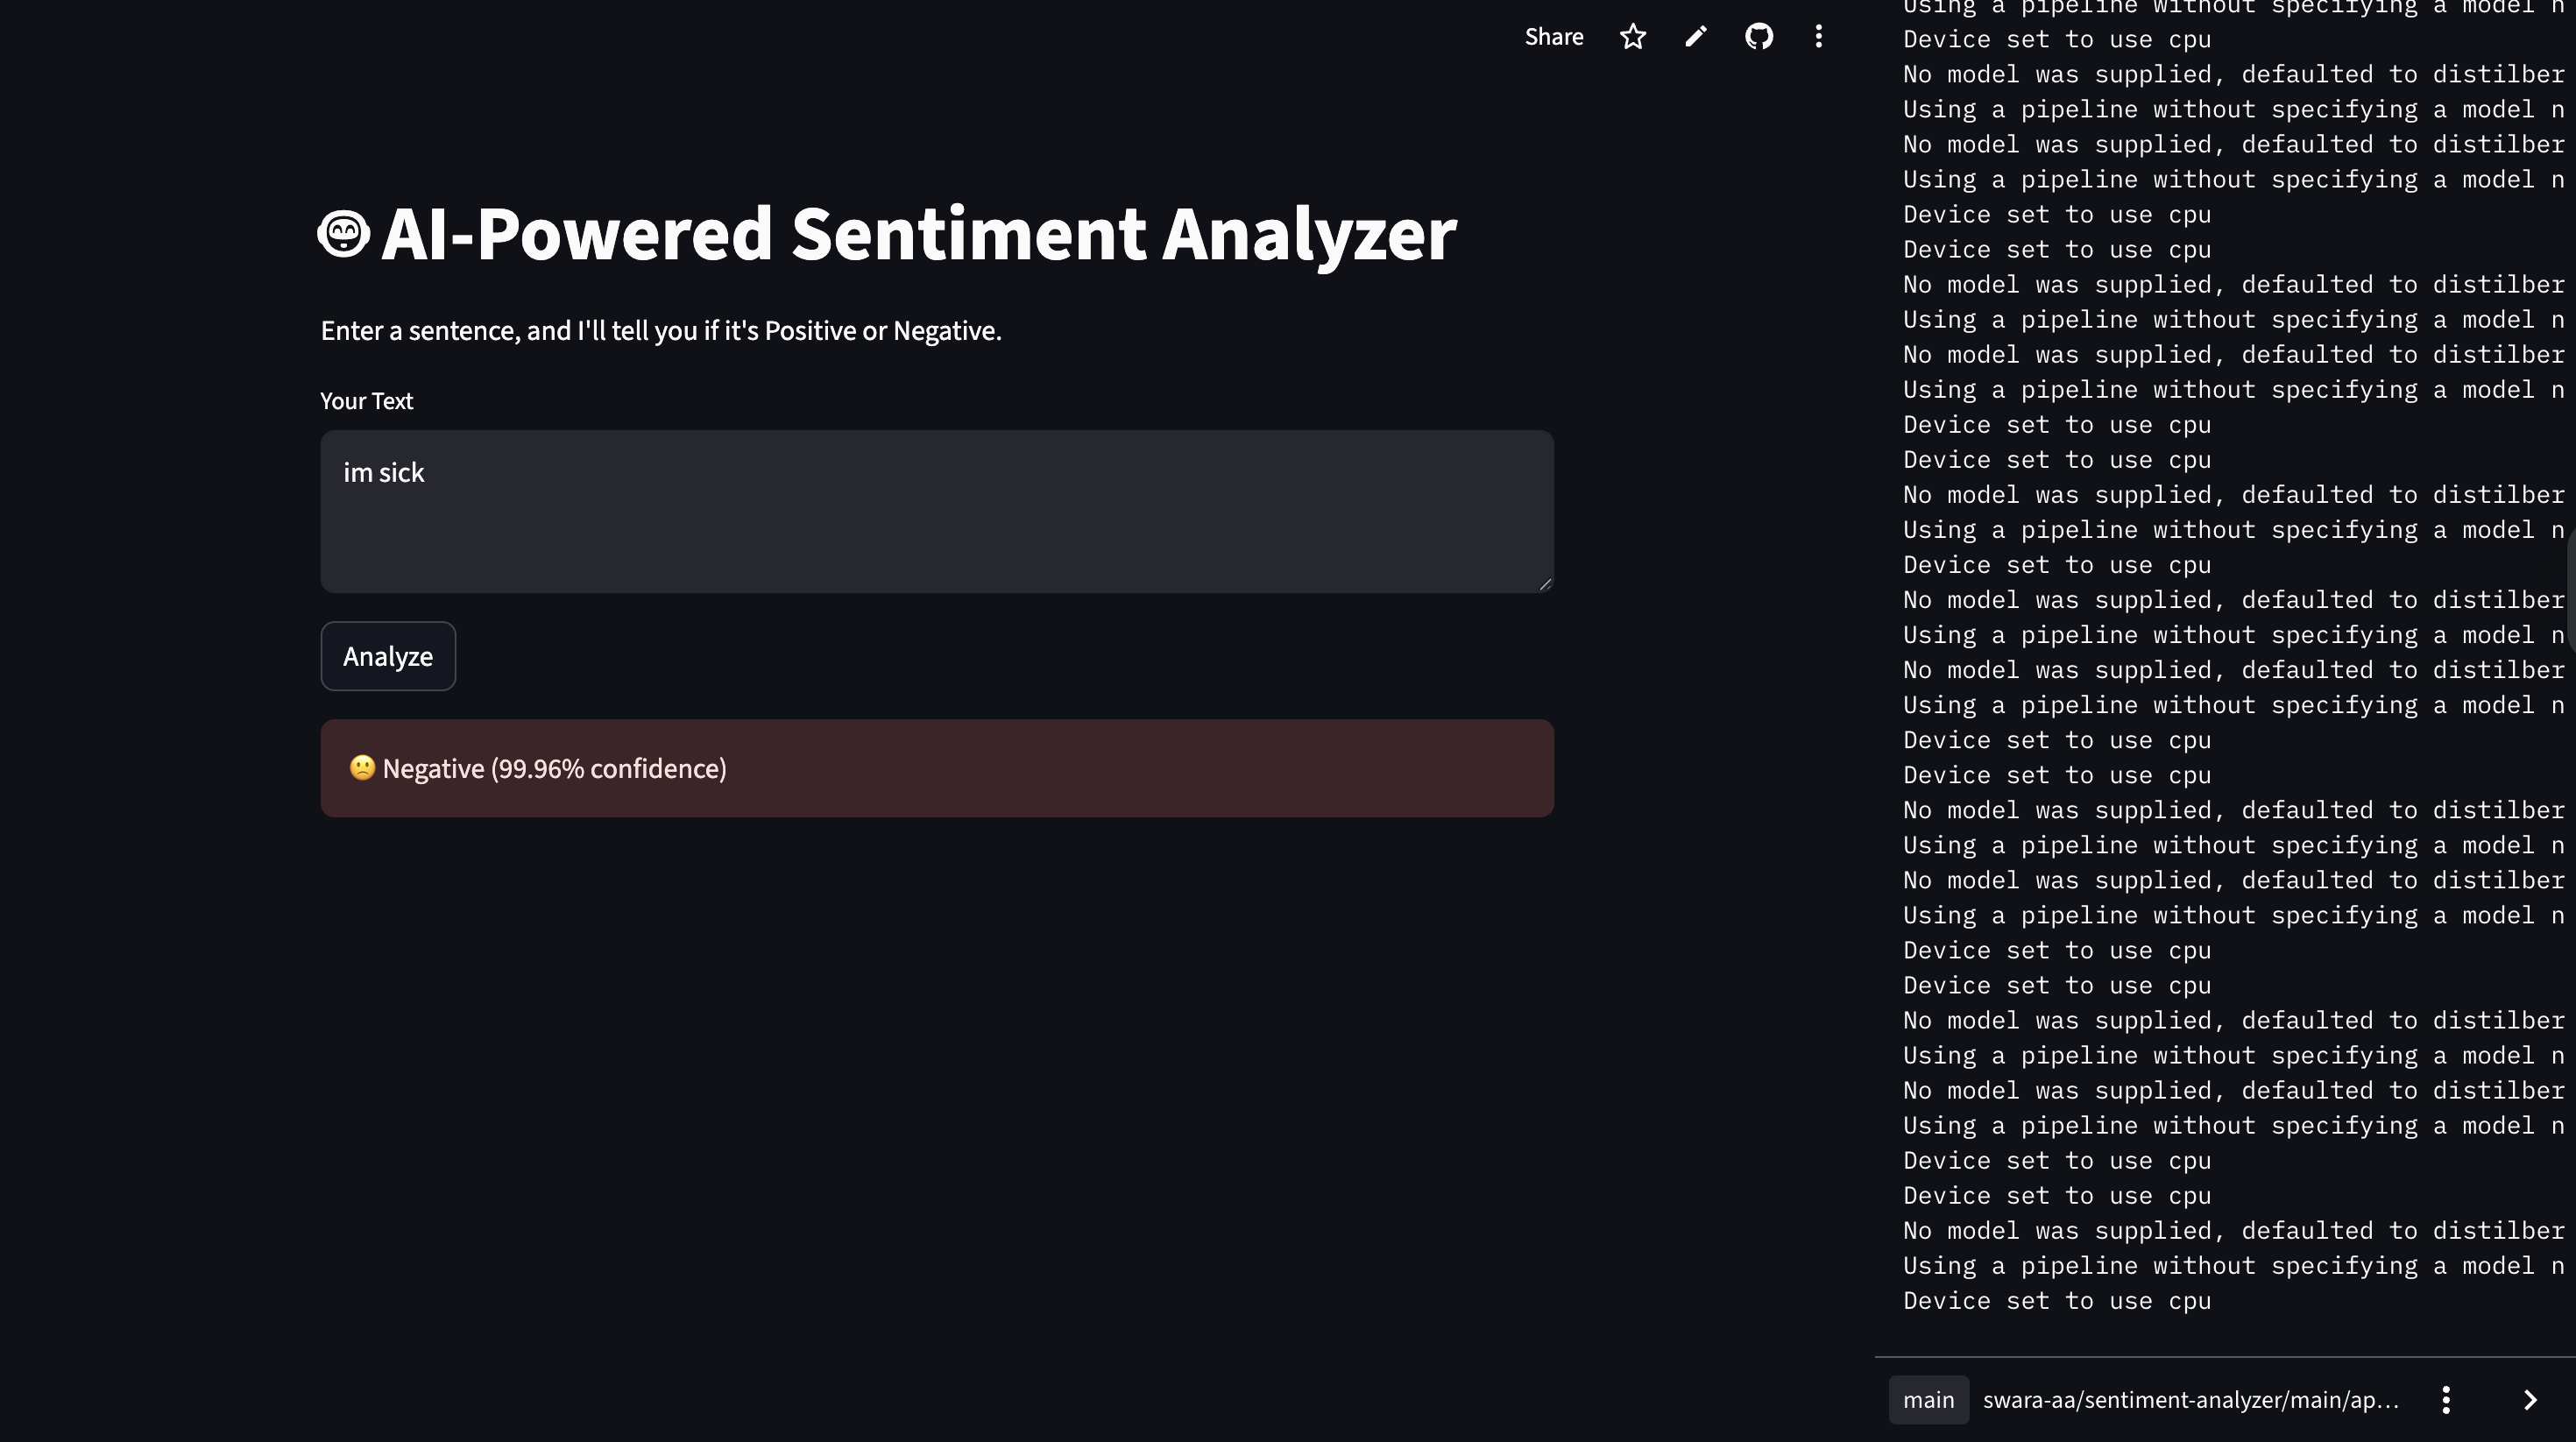 Share
AI-Powered Sentiment Analyzer
Enter a sentence, and I'll tell you if it's Positive or Negative.
Your Text
im sick
Analyze
Negative (99.96% confidence)
Using a pipeline without specifying a model n
Device set to use cpu
No model was supplied, defaulted to distilber
Using a pipeline without specifying a model n
No model was supplied, defaulted to distilber
Using a pipeline without specifying a model n
Device set to use cpu
Device set to use cpu
No model was supplied, defaulted to distilber
Using a pipeline without specifying a model n
No model was supplied, defaulted to distilber
Using a pipeline without specifying a model n
Device set to use cpu
Device set to use cpu
No model was supplied, defaulted to distilber
Using a pipeline without specifying a model n
Device set to use cpu
No model was supplied, defaulted to distilber
Using a pipeline without specifying a model n
No model was supplied, defaulted to distilber
Using a pipeline without specifying a model n
Device set to use cpu
Device set to use cpu
No model was supplied, defaulted to distilber
Using a pipeline without specifying a model n
No model was supplied, defaulted to distilber
Using a pipeline without specifying a model n
Device set to use cpu
Device set to use cpu
No model was supplied, defaulted to distilber
Using a pipeline without specifying a model n
No model was supplied, defaulted to distilber
Using a pipeline without specifying a model n
Device set to use cpu
Device set to use cpu
No model was supplied, defaulted to distilber
Using a pipeline without specifying a model n
Device set to use cpu
main swara-aa/sentiment-analyzer/main/ap...